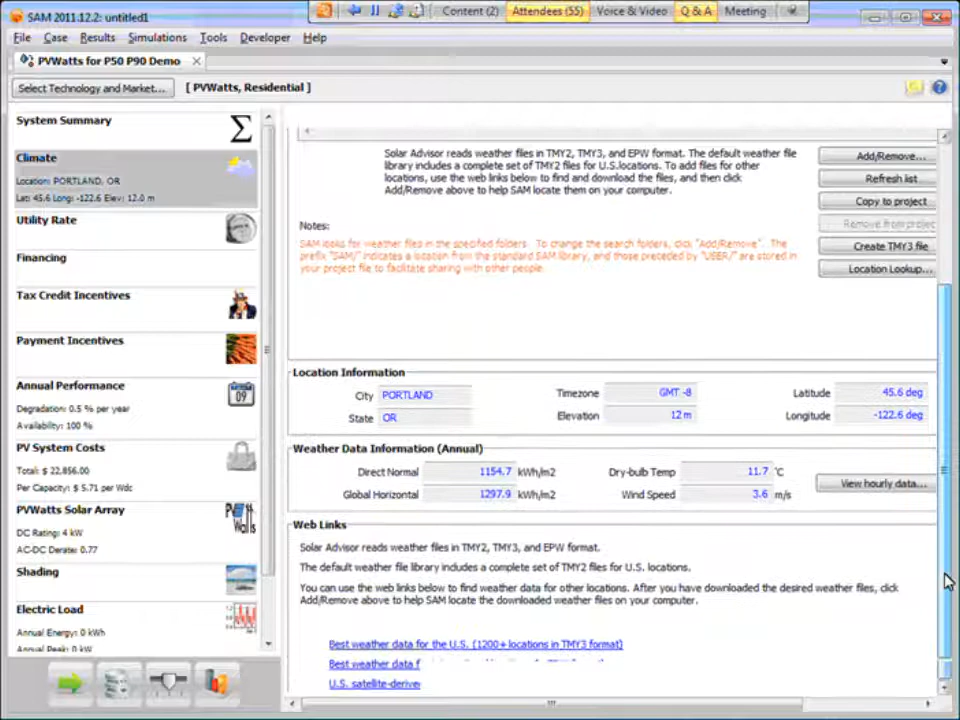 SAM 2011.12.2: untitled1
Content (2) Attendees (55) Voice & Video Q & A Meeting
File Case Results Simulations Tools Developer Help
PVWatts for P50 P90 Demo
Select Technology and Market... [ PVWatts, Residential ]
System Summary
Climate
Location: PORTLAND, OR
Lat: 45.6 Long: -122.6 Elev: 12.0 m
Utility Rate
Financing
Tax Credit Incentives
Payment Incentives
Annual Performance
Degradation: 0.5 % per year
Availability: 100 %
09
PV System Costs
Total: $ 22,856.00
Per Capacity: $ 5.71 per Wdc
PVWatts Solar Array
DC Rating: 4 kW
AC-DC Derate: 0.77
Shading
Electric Load
Annual Energy: 0 kWh
Annual Peak: 0 kW
Solar Advisor reads weather files in TMY2, TMY3, and EPW format. The default weather file
library includes a complete set of TMY2 files for U.S.locations. To add files for other
locations, use the web links below to find and download the files, and then click
Add/Remove above to help SAM locate them on your computer.
Add/Remove...
Refresh list
Copy to project
Remove from projec
Create TMY3 file
Location Lookup...
Notes:
SAM looks for weather files in the specified folders. To change the search folders, click "Add/Remove". The
prefix "SAM/" indicates a location from the standard SAM library, and those preceded by "USER/" are stored in
your project file to facilitate sharing with other people.
Location Information
City PORTLAND Timezone GMT -8 Latitude 45.6 deg
State OR Elevation 12 m Longitude -122.6 deg
Weather Data Information (Annual)
Direct Normal 1154.7 kWh/m2 Dry-bulb Temp 11.7 °C
Global Horizontal 1297.9 kWh/m2 Wind Speed 3.6 m/s
View hourly data...
Web Links
Solar Advisor reads weather files in TMY2, TMY3, and EPW format.
The default weather file library includes a complete set of TMY2 files for U.S. locations.
You can use the web links below to find weather data for other locations. After you have downloaded the desired weather files, click
Add/Remove above to help SAM locate the downloaded weather files on your computer.
Best weather data for the U.S. (1200+ locations in TMY3 format)
Best weather data f
U.S. satellite-derive